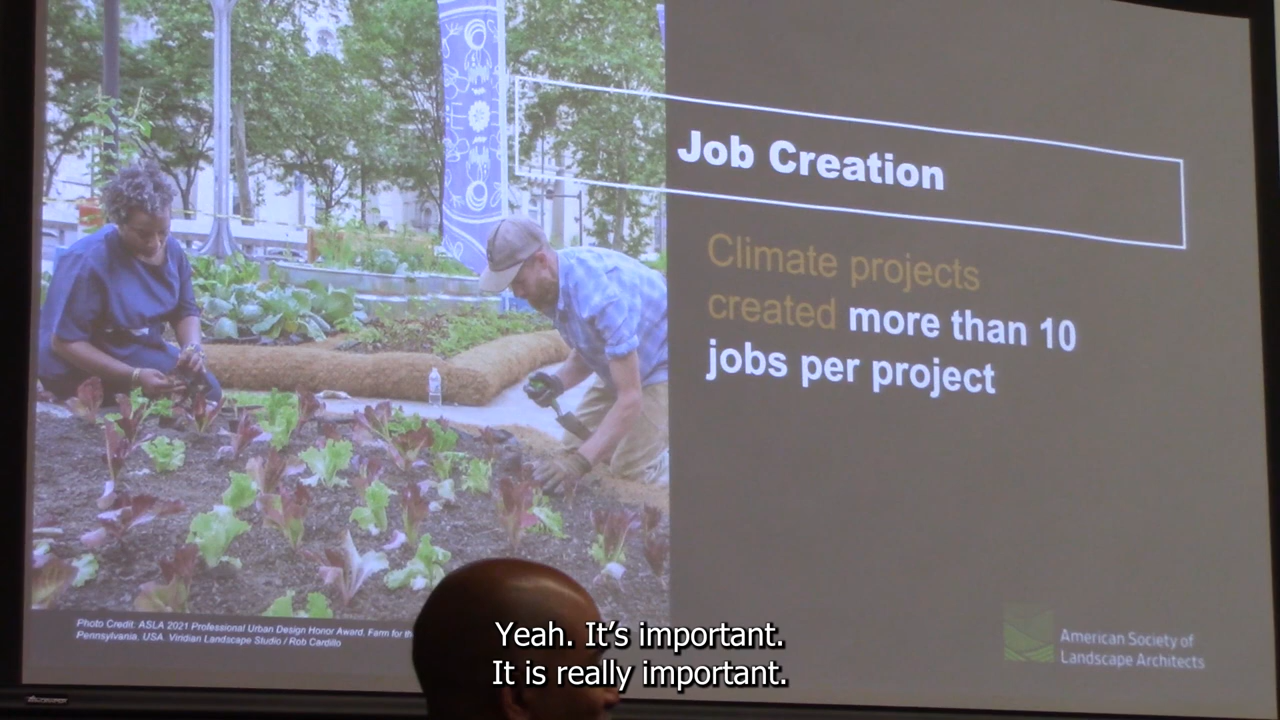 Job Creation
Climate projects
created more than 10
jobs per project
Photo Credit: ASLA 2021 Professional Urban Design Honor Award. Farm for
Pennsylvania. USA. Viridian Landscape Studio / Rob Cardillo
American Society of
Landscape Architects
Yeah. It's important.
It is really important.